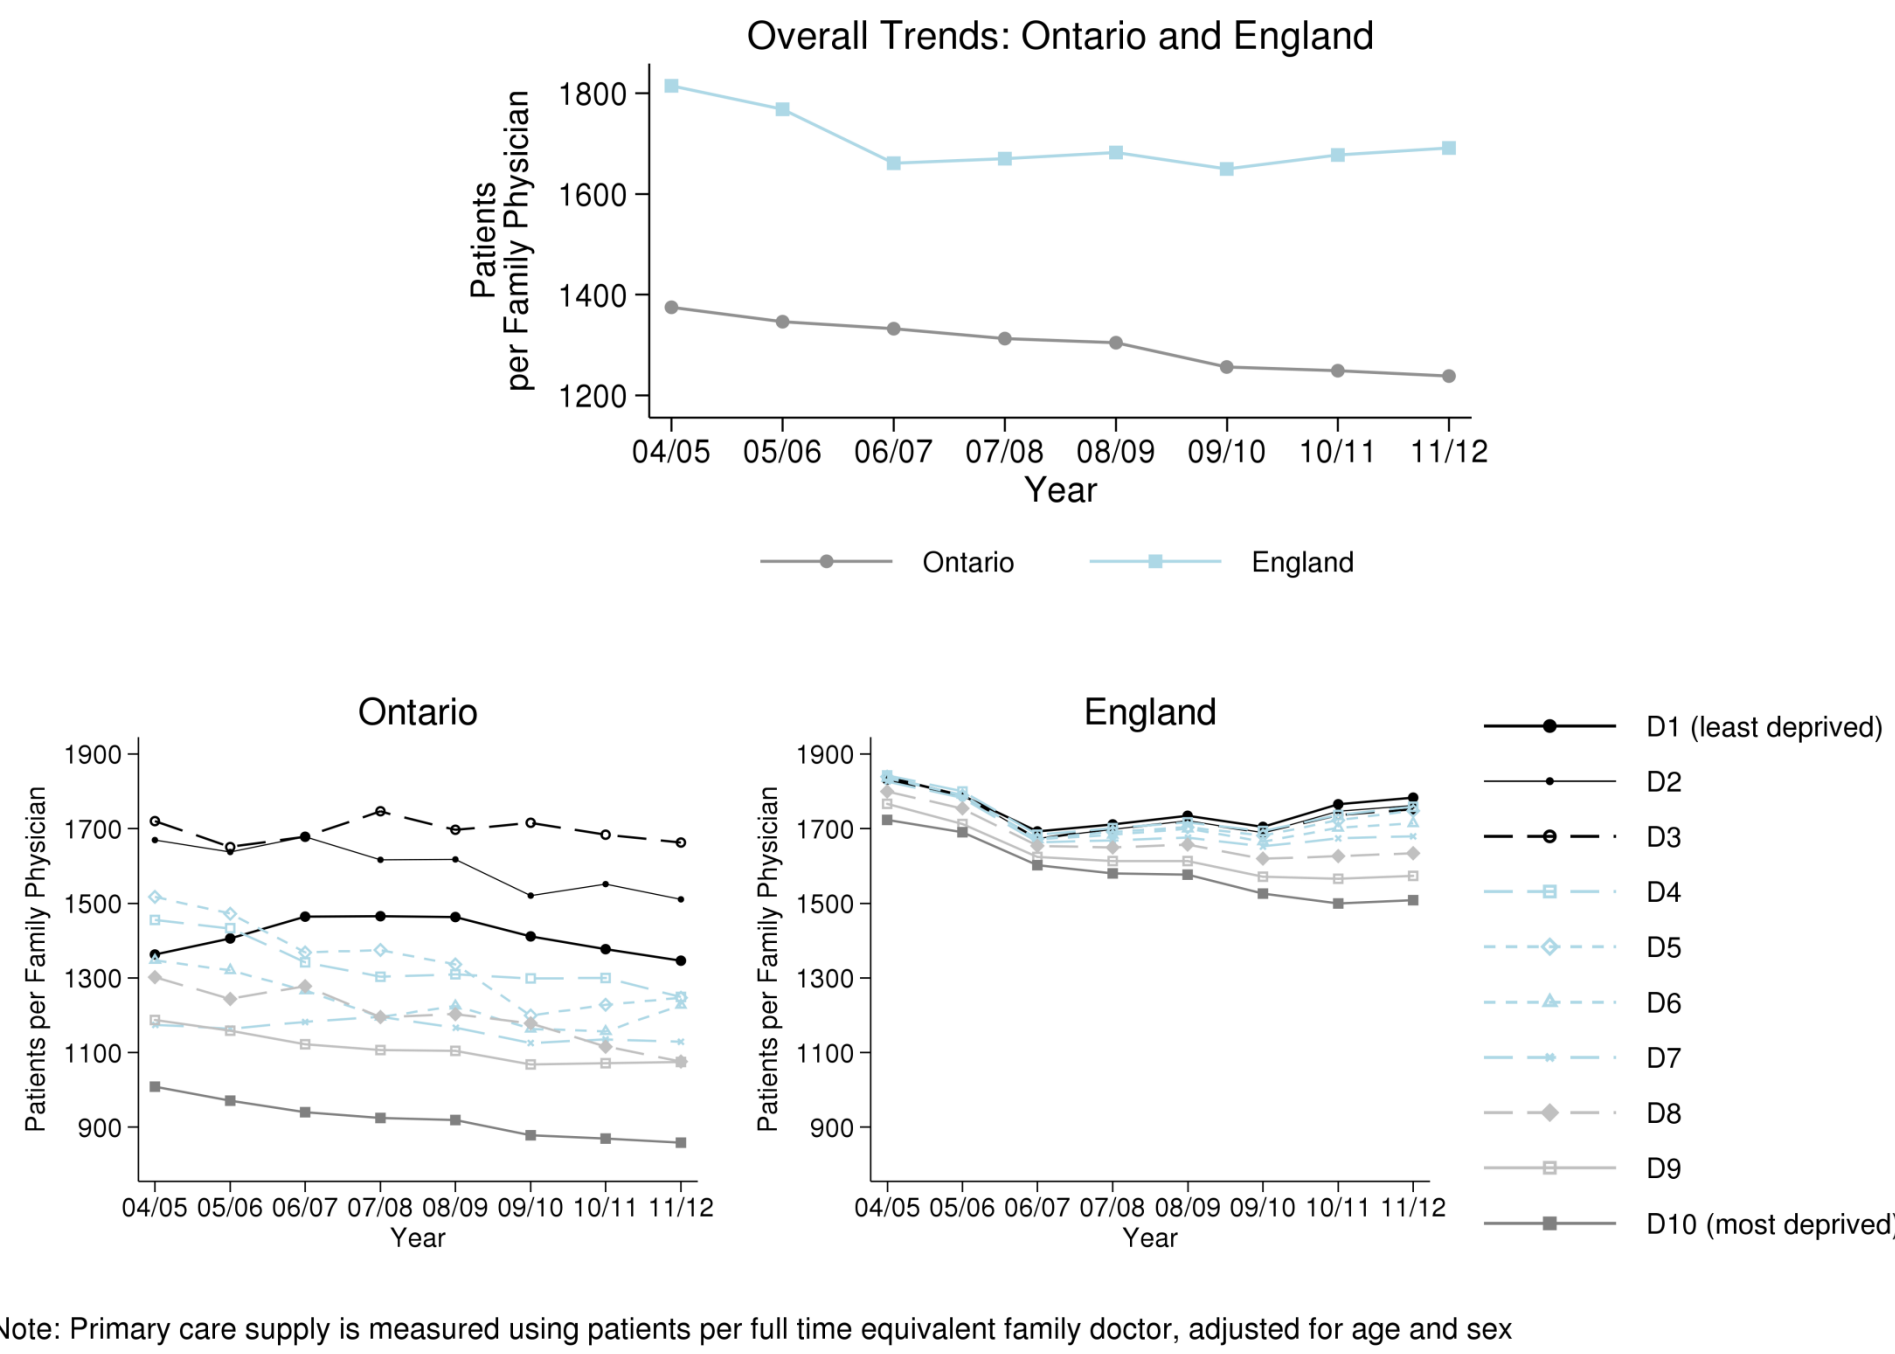 Overall Trends: Ontario and England
Patients
per Family Physician
1800
1600
1400
1200
04/05 05/06 06/07 07/08 08/09 09/10 10/11 11/12
Year
Ontario England
Ontario
Patients per Family Physician
1900
1700
1500
1300
1100
900
04/05 05/06 06/07 07/08 08/09 09/10 10/11 11/12
Year
England
Patients per Family Physician
1900
1700
1500
1300
1100
900
04/05 05/06 06/07 07/08 08/09 09/10 10/11 11/12
Year
D1 (least deprived)
D2
D3
D4
D5
D6
D7
D8
D9
D10 (most deprived)
Note: Primary care supply is measured using patients per full time equivalent family doctor, adjusted for age and sex